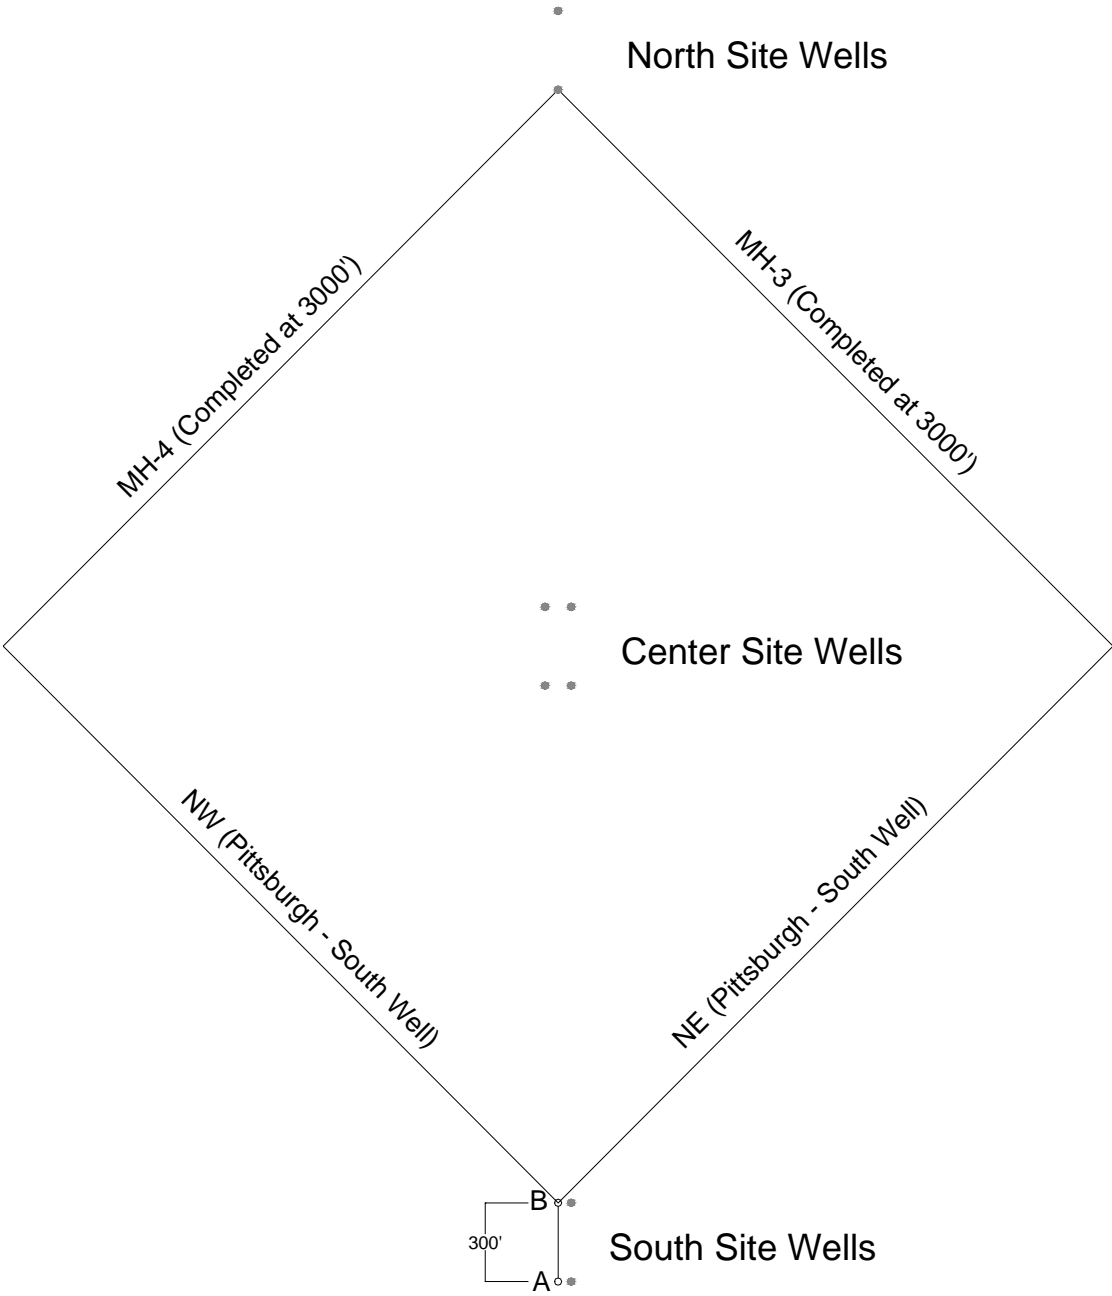 North Site Wells
MH-4 (Completed at 3000')
MH-3 (Completed at 3000')
Center Site Wells
NW (Pittsburgh - South Well)
NE (Pittsburgh - South Well)
B
300'
South Site Wells
A